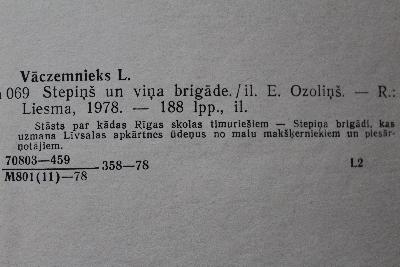 Vāczemnieks L.
069 Stepiņš un viņa brigāde./il. E. Ozoliņš. — R.:
Liesma, 1978. — 188 lpp., il.
Stāsts par kādas Rīgas skolas timuriešiem — Stepiņa brigādi, kas
uzmana Līvsalas apkārtnes ūdeņus no malu makšķerniekiem un piesār-
ņotājiem.
70803—459
M801(11)—78
358—78
L2